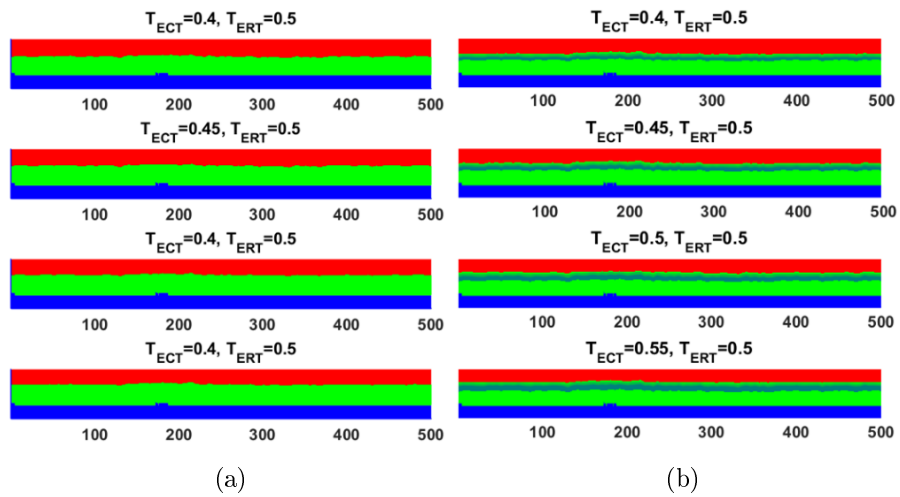 T_ECT=0.4, T_ERT=0.5
100 200 300 400 500
T_ECT=0.45, T_ERT=0.5
100 200 300 400 500
T_ECT=0.4, T_ERT=0.5
100 200 300 400 500
T_ECT=0.4, T_ERT=0.5
100 200 300 400 500
(a)
T_ECT=0.4, T_ERT=0.5
100 200 300 400 500
T_ECT=0.45, T_ERT=0.5
100 200 300 400 500
T_ECT=0.5, T_ERT=0.5
100 200 300 400 500
T_ECT=0.55, T_ERT=0.5
100 200 300 400 500
(b)